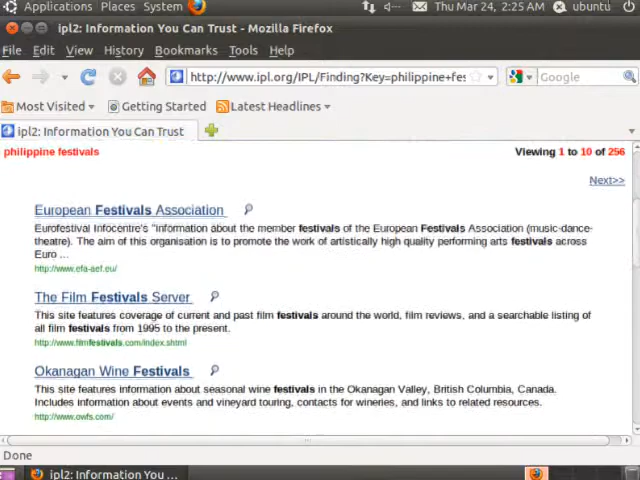 Applications Places System Thu Mar 24, 2:25 AM ubuntu
ipl2: Information You Can Trust - Mozilla Firefox
File Edit View History Bookmarks Tools Help
http://www.ipl.org/IPL/Finding?Key=philippine+fes Google
Most Visited Getting Started Latest Headlines
ipl2: Information You Can Trust
philippine festivals Viewing 1 to 10 of 256
Next>>
European Festivals Association
Eurofestival Infocentre's "Information about the member festivals of the European Festivals Association (music-dance-
theatre). The aim of this organisation is to promote the work of artistically high quality performing arts festivals across
Euro ...
http://www.efa-aef.eu/
The Film Festivals Server
This site features coverage of current and past film festivals around the world, film reviews, and a searchable listing of
all film festivals from 1995 to the present.
http://www.filmfestivals.com/index.shtml
Okanagan Wine Festivals
This site features information about seasonal wine festivals in the Okanagan Valley, British Columbia, Canada.
Includes information about events and vineyard touring, contacts for wineries, and links to related resources.
http://www.owfs.com/
Done
ipl2: Information You ...